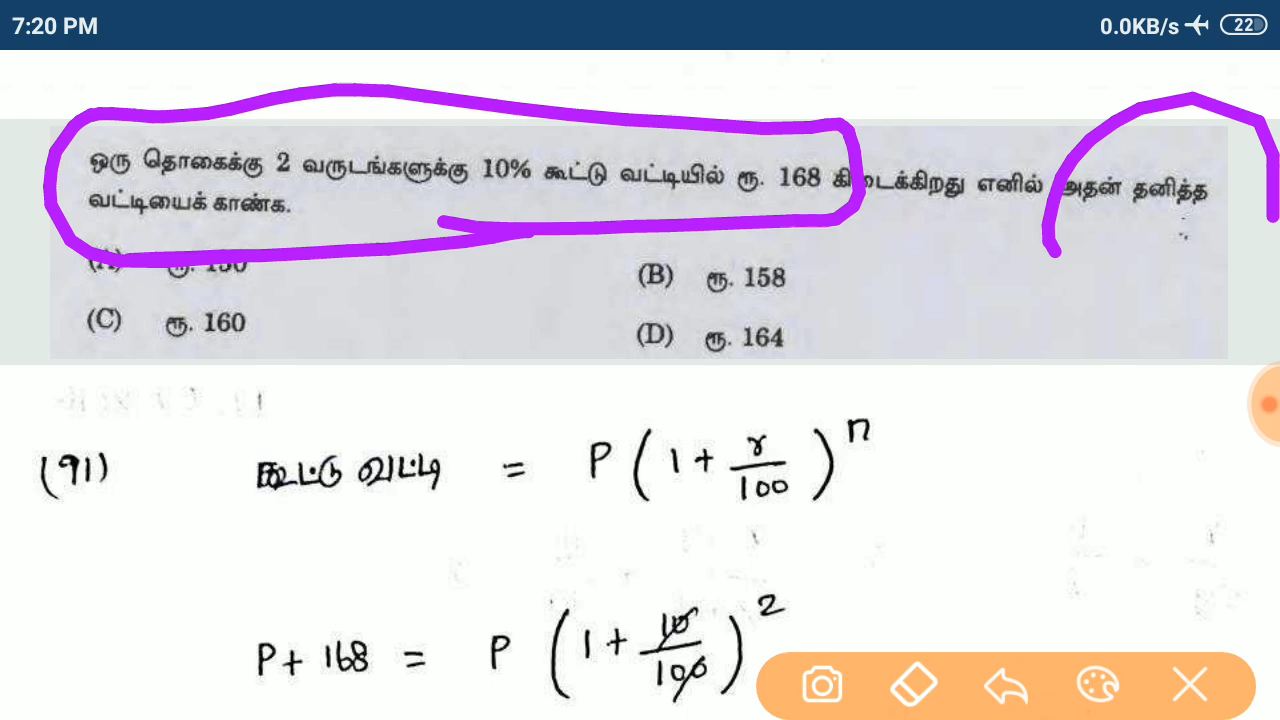 7:20 PM
0.0KB/s 22
ஒரு தொகைக்கு 2 வருடங்களுக்கு 10% கூட்டு வட்டியில் ரூ. 168 கிடைக்கிறது எனில் அதன் தனித்த
வட்டியைக் காண்க.
(A) ரூ. 150 (B) ரூ. 158
(C) ரூ. 160 (D) ரூ. 164
(91) கூட்டு வட்டி = P ( 1 + r/100 )^n
P + 168 = P ( 1 + 10/100 )^2